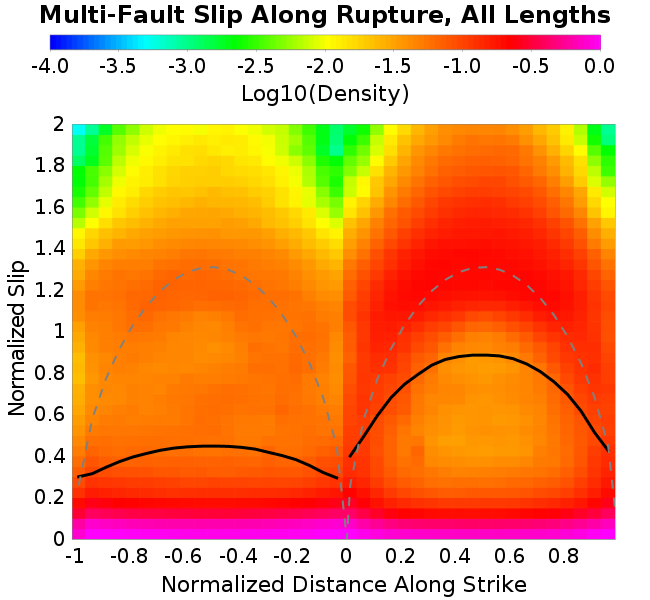 Multi-Fault Slip Along Rupture, All Lengths
-4.0 -3.5 -3.0 -2.5 -2.0 -1.5 -1.0 -0.5 0.0
Log10(Density)
2
1.8
1.6
1.4
1.2
1
0.8
0.6
0.4
0.2
0
Normalized Slip
-1 -0.8 -0.6 -0.4 -0.2 0 0.2 0.4 0.6 0.8
Normalized Distance Along Strike